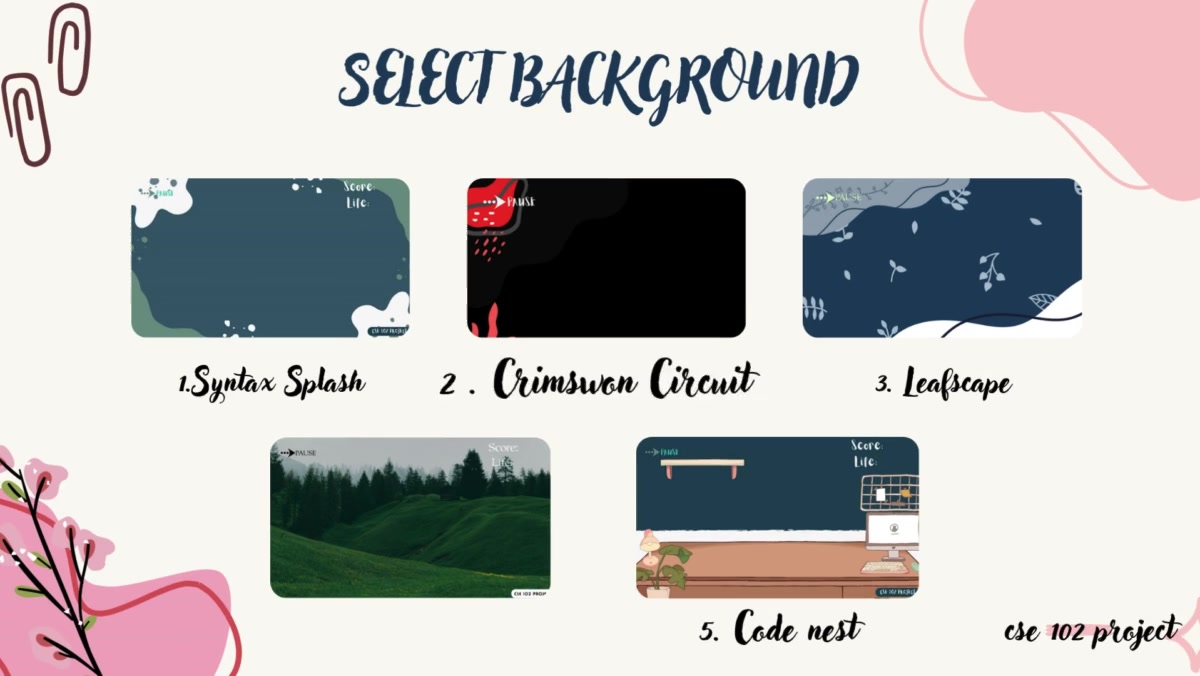 SELECT BACKGROUND
PAUSE
Score:
Life:
CSE 102 PROJECT
PAUSE
PAUSE
1.Syntax Splash
2 . Crimswon Circuit
3. Leafscape
PAUSE
Score:
Life:
CSE 102 PROJ
PAUSE
Score:
Life:
CSE 102 PROJECT
5. Code nest
cse 102 project